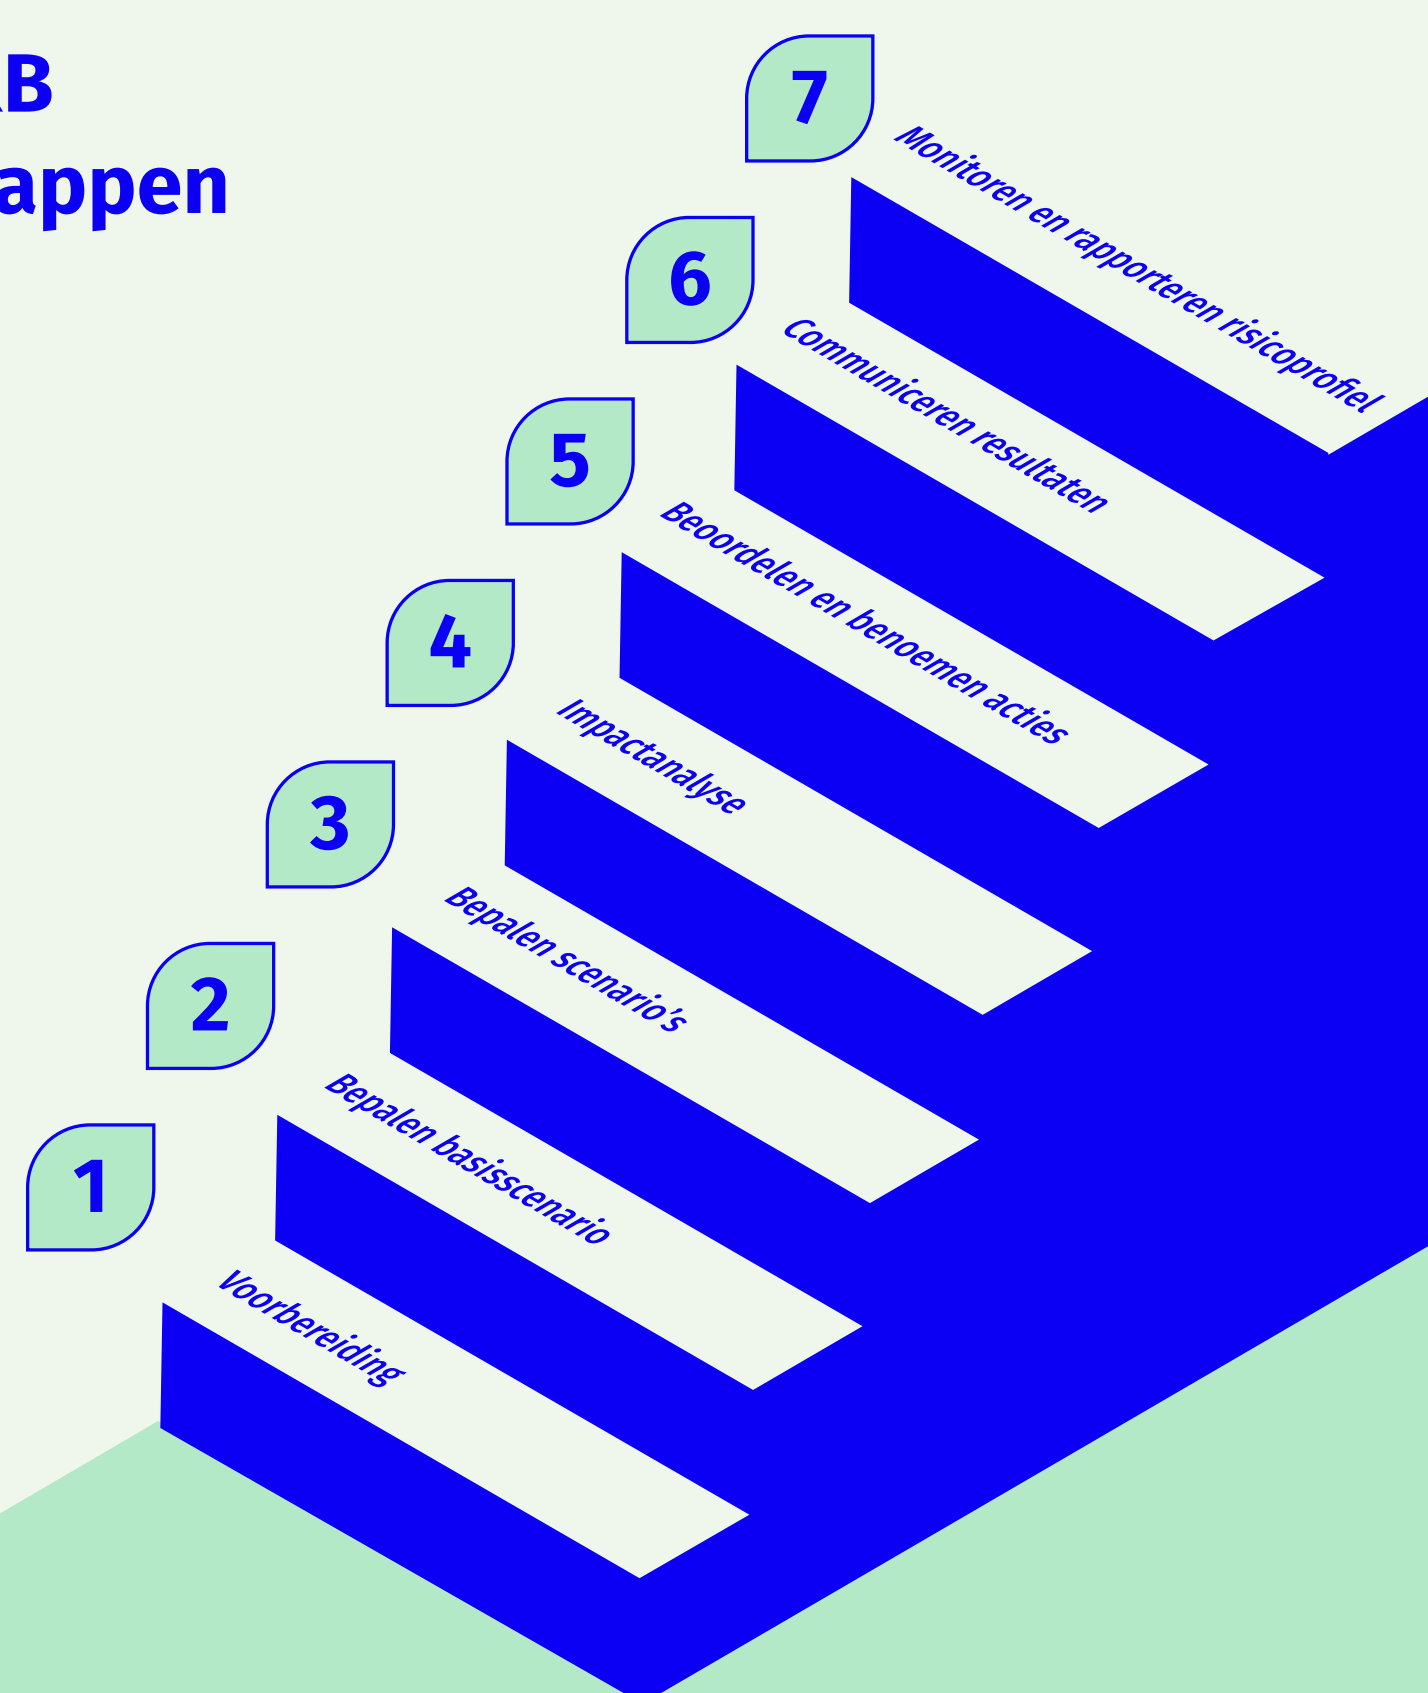 B
appen
7
Monitoren en rapporteren risicoprofiel
6
Communiceren resultaten
5
Beoordelen en benoemen acties
4
Impactanalyse
3
Bepalen scenario's
2
Bepalen basisscenario
1
Voorbereiding